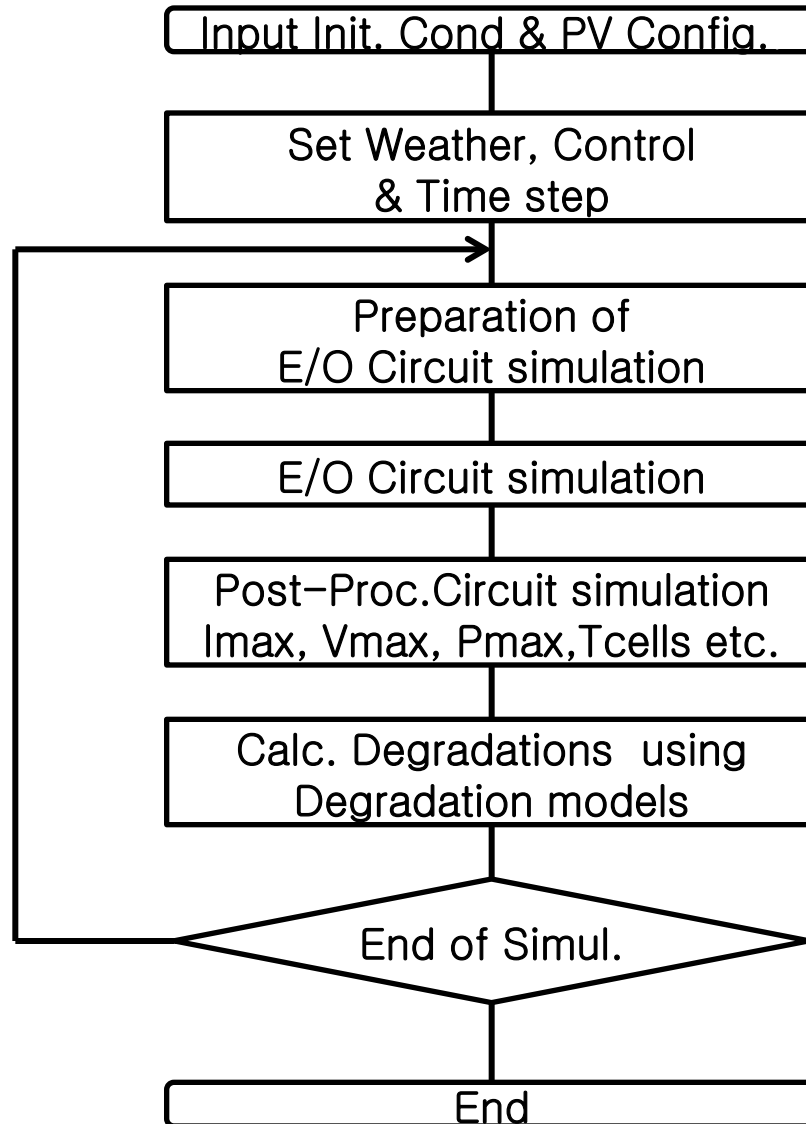 Input Init. Cond & PV Config.
Set Weather, Control
& Time step
Preparation of
E/O Circuit simulation
E/O Circuit simulation
Post-Proc.Circuit simulation
Imax, Vmax, Pmax,Tcells etc.
Calc. Degradations  using
Degradation models
End of Simul.
End